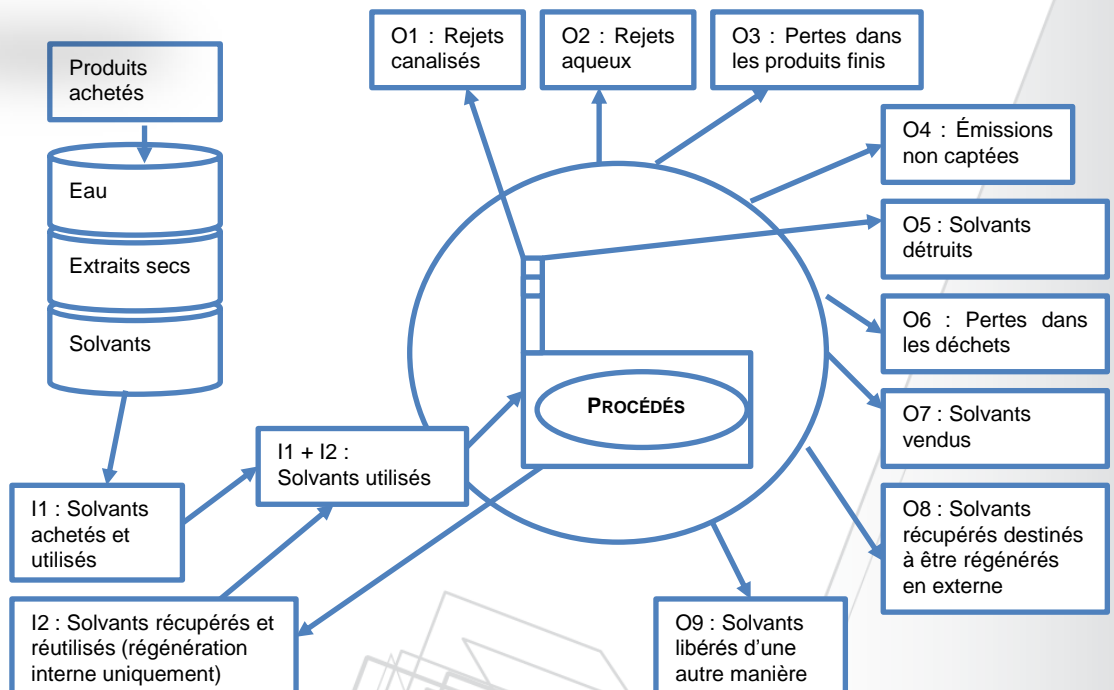 Produits
achetés
Eau
Extraits secs
Solvants
I1 : Solvants
achetés et
utilisés
I2 : Solvants récupérés et
réutilisés (régénération
interne uniquement)
I1 + I2 :
Solvants utilisés
PROCÉDÉS
O1 : Rejets
canalisés
O2 : Rejets
aqueux
O3 : Pertes dans
les produits finis
O4 : Émissions
non captées
O5 : Solvants
détruits
O6 : Pertes dans
les déchets
O7 : Solvants
vendus
O8 : Solvants
récupérés destinés
à être régénérés
en externe
O9 : Solvants
libérés d'une
autre manière